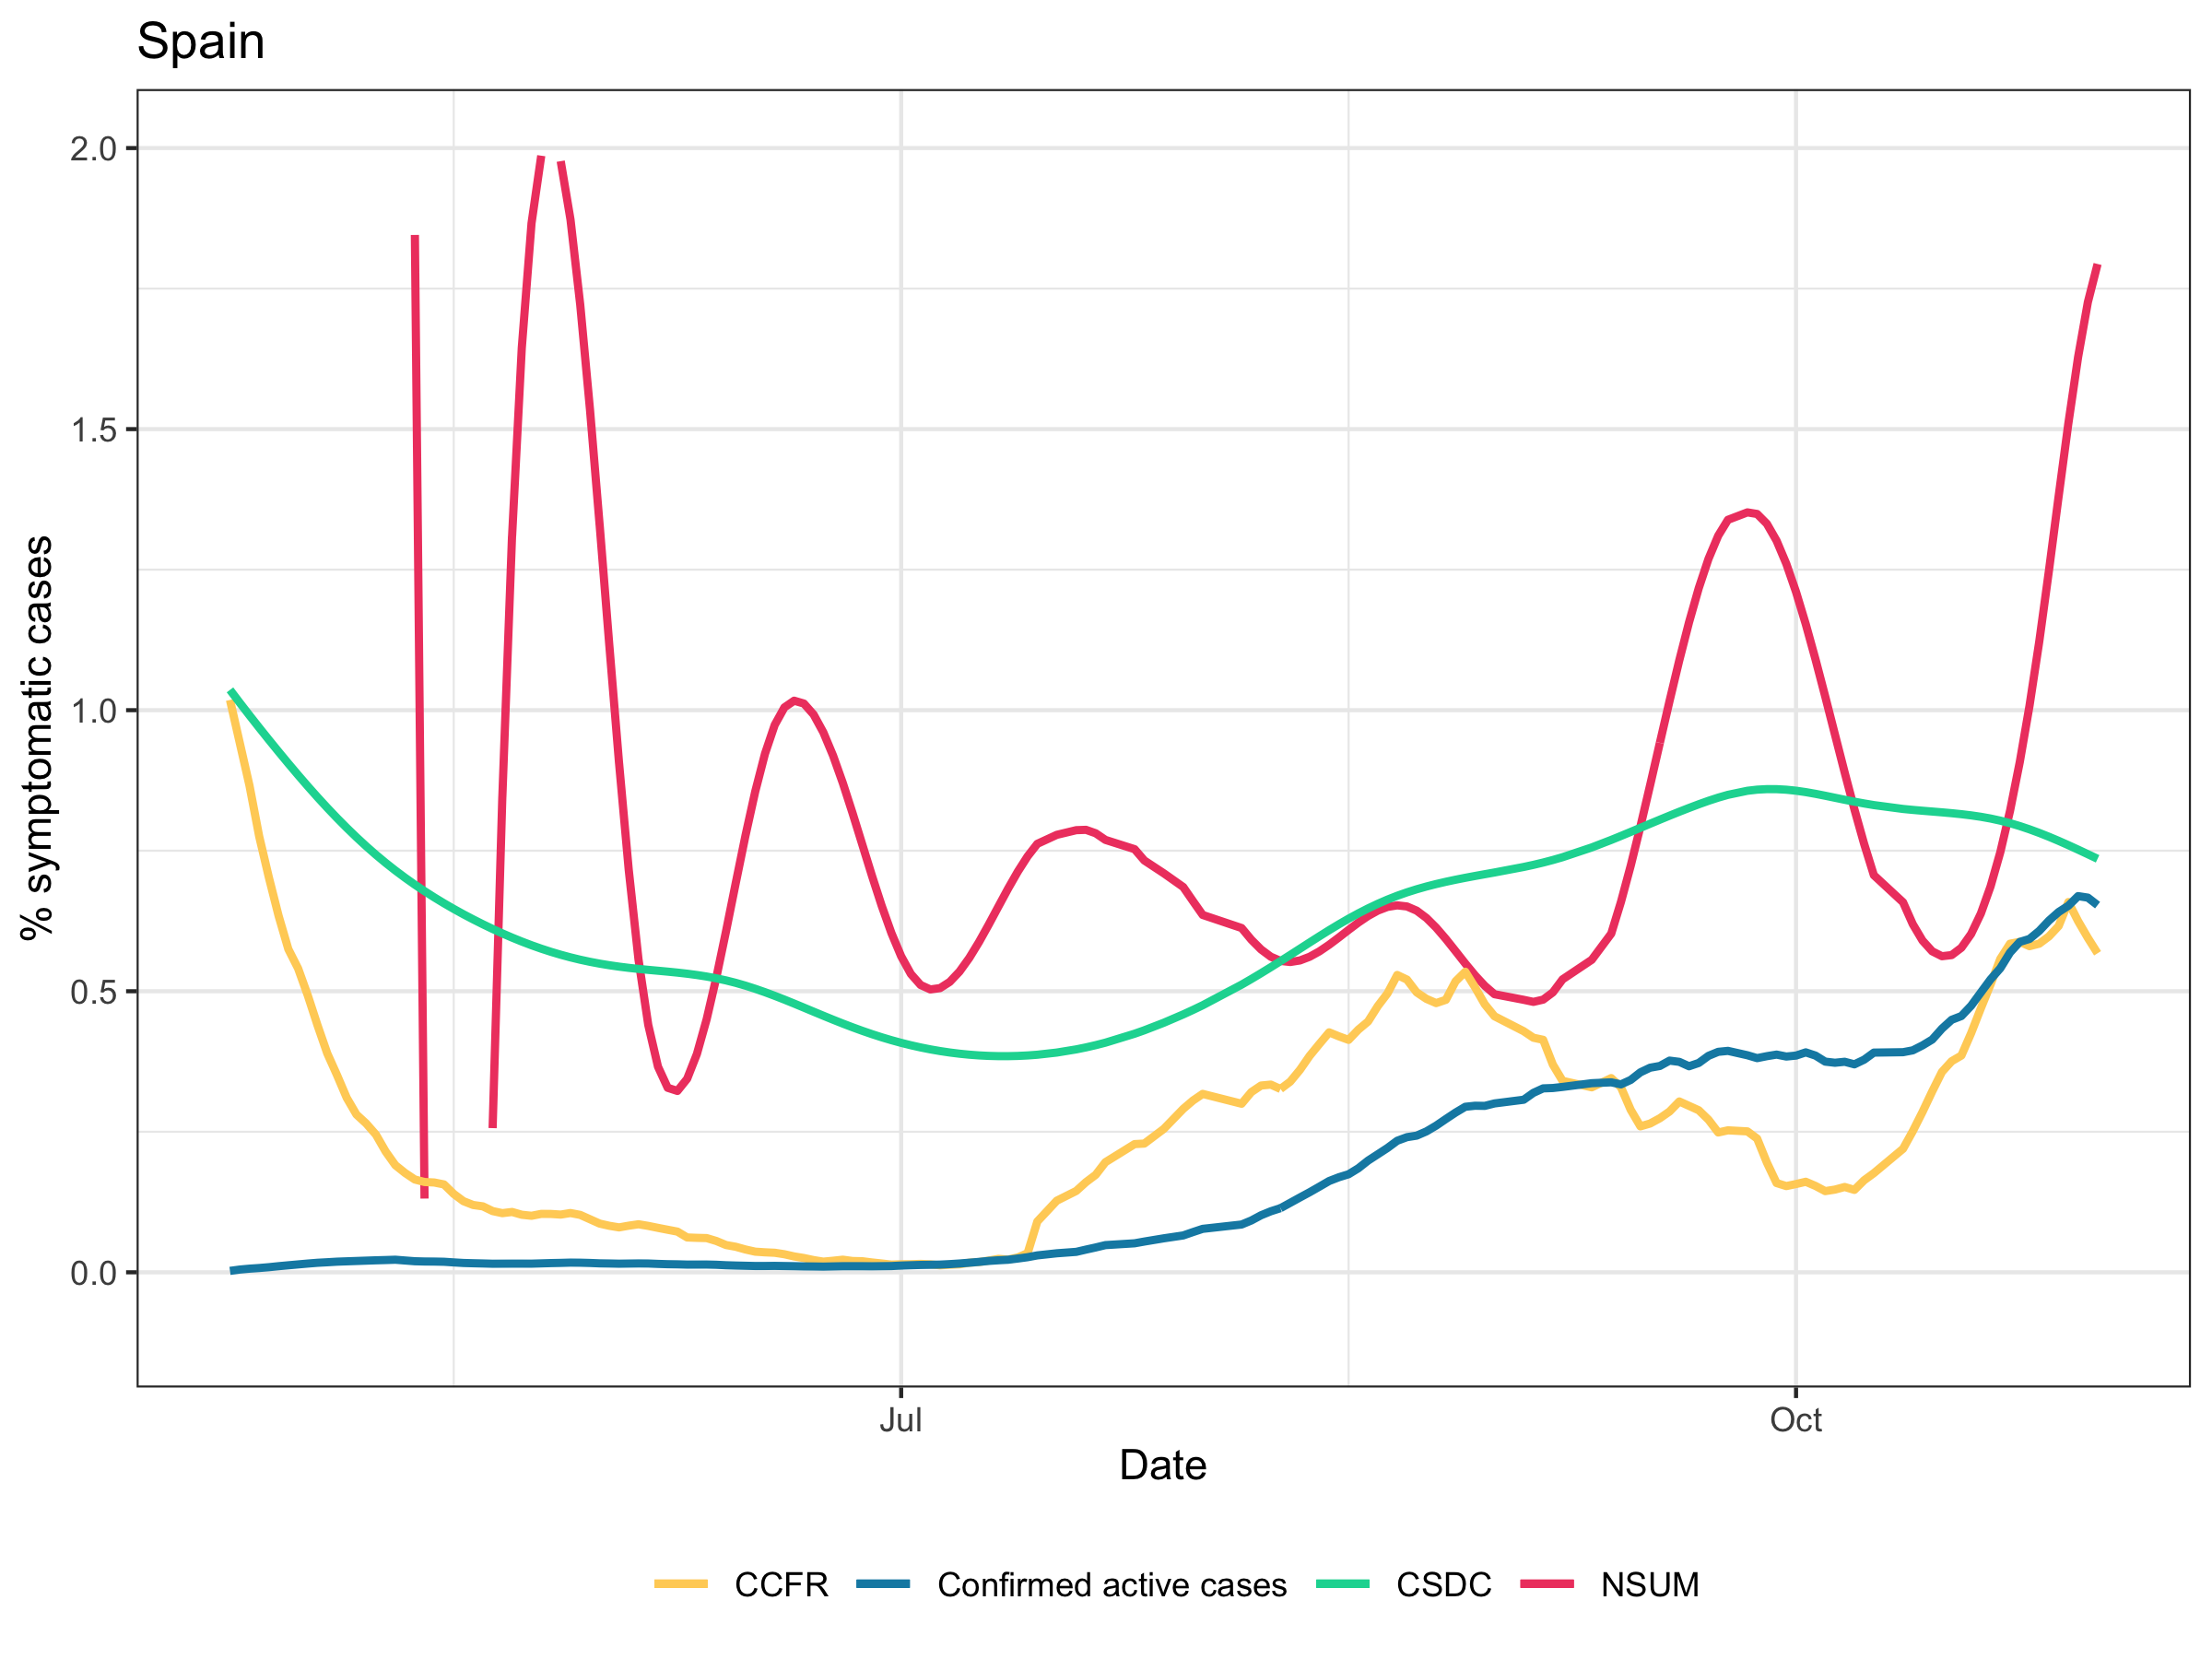 Spain
% symptomatic cases
2.0
1.5
1.0
0.5
0.0
Jul Oct
Date
CCFR Confirmed active cases CSDC NSUM